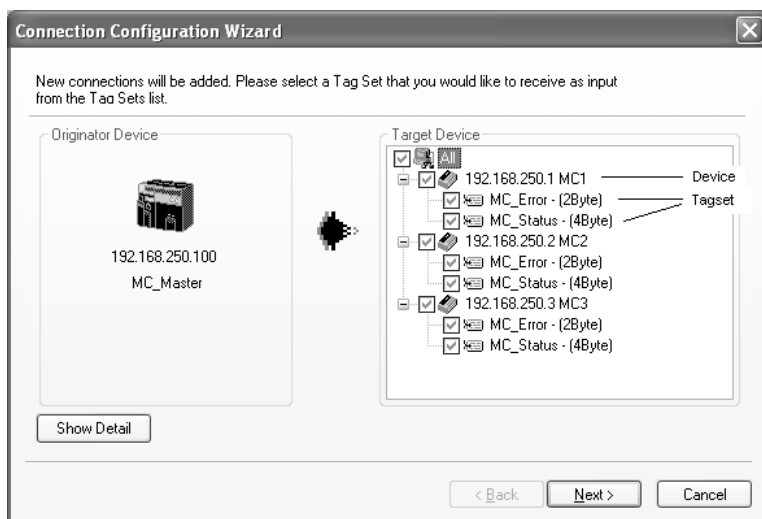 Connection Configuration Wizard
New connections will be added. Please select a Tag Set that you would like to receive as input
from the Tag Sets list.
Originator Device
192.168.250.100
MC_Master
Target Device
All
192.168.250.1 MC1
Device
MC_Error - (2Byte)
Tagset
MC_Status - (4Byte)
192.168.250.2 MC2
MC_Error - (2Byte)
MC_Status - (4Byte)
192.168.250.3 MC3
MC_Error - (2Byte)
MC_Status - (4Byte)
Show Detail
< Back
Next >
Cancel